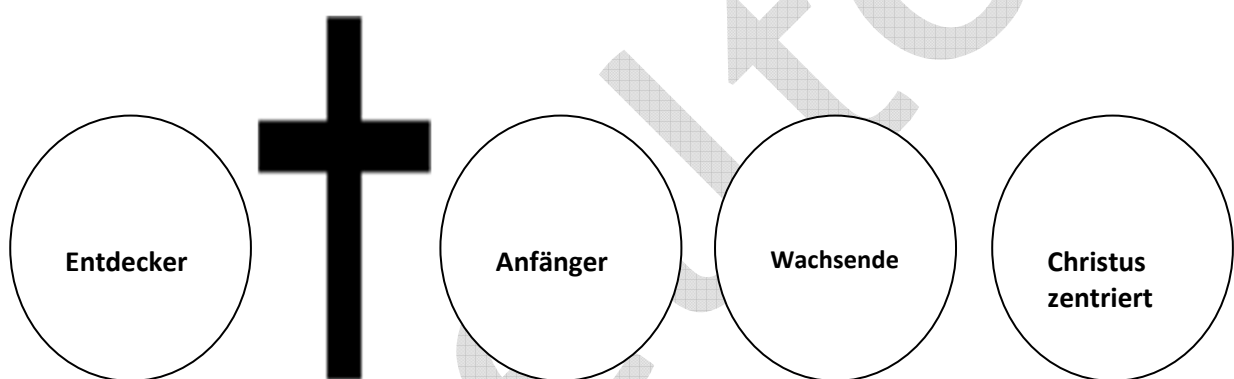 Entdecker
Anfänger
Wachsende
Christus
zentriert